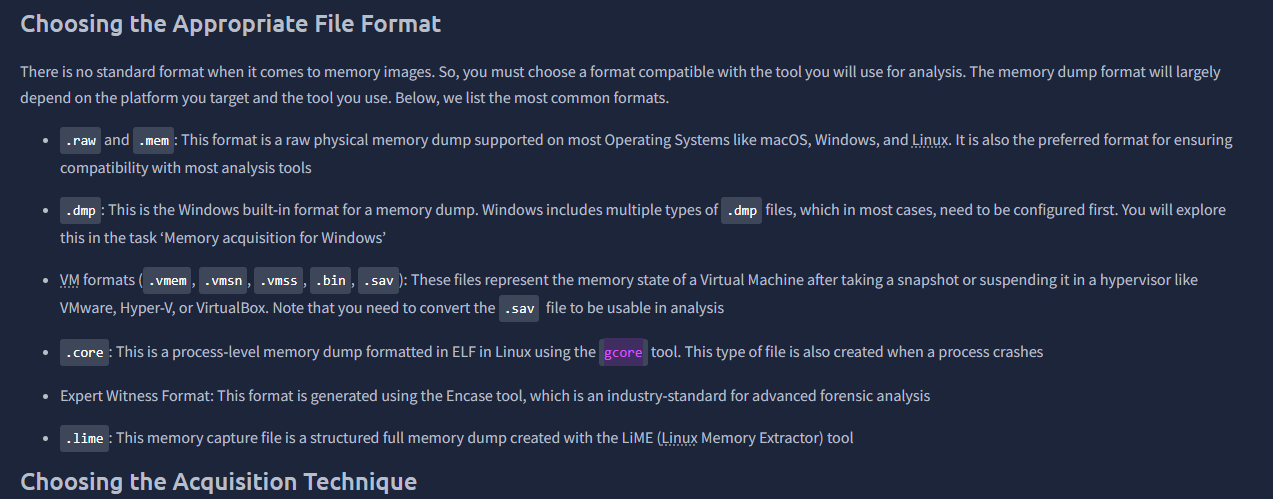 Choosing the Appropriate File Format
There is no standard format when it comes to memory images. So, you must choose a format compatible with the tool you will use for analysis. The memory dump format will largely
depend on the platform you target and the tool you use. Below, we list the most common formats.
• .raw and .mem: This format is a raw physical memory dump supported on most Operating Systems like macOS, Windows, and Linux. It is also the preferred format for ensuring
compatibility with most analysis tools
• .dmp: This is the Windows built-in format for a memory dump. Windows includes multiple types of .dmp files, which in most cases, need to be configured first. You will explore
this in the task ‘Memory acquisition for Windows’
• VM formats (.vmem, .vmsn, .vmss, .bin, .sav): These files represent the memory state of a Virtual Machine after taking a snapshot or suspending it in a hypervisor like
VMware, Hyper-V, or VirtualBox. Note that you need to convert the .sav file to be usable in analysis
• .core: This is a process-level memory dump formatted in ELF in Linux using the gcore tool. This type of file is also created when a process crashes
• Expert Witness Format: This format is generated using the Encase tool, which is an industry-standard for advanced forensic analysis
• .lime: This memory capture file is a structured full memory dump created with the LiME (Linux Memory Extractor) tool
Choosing the Acquisition Technique